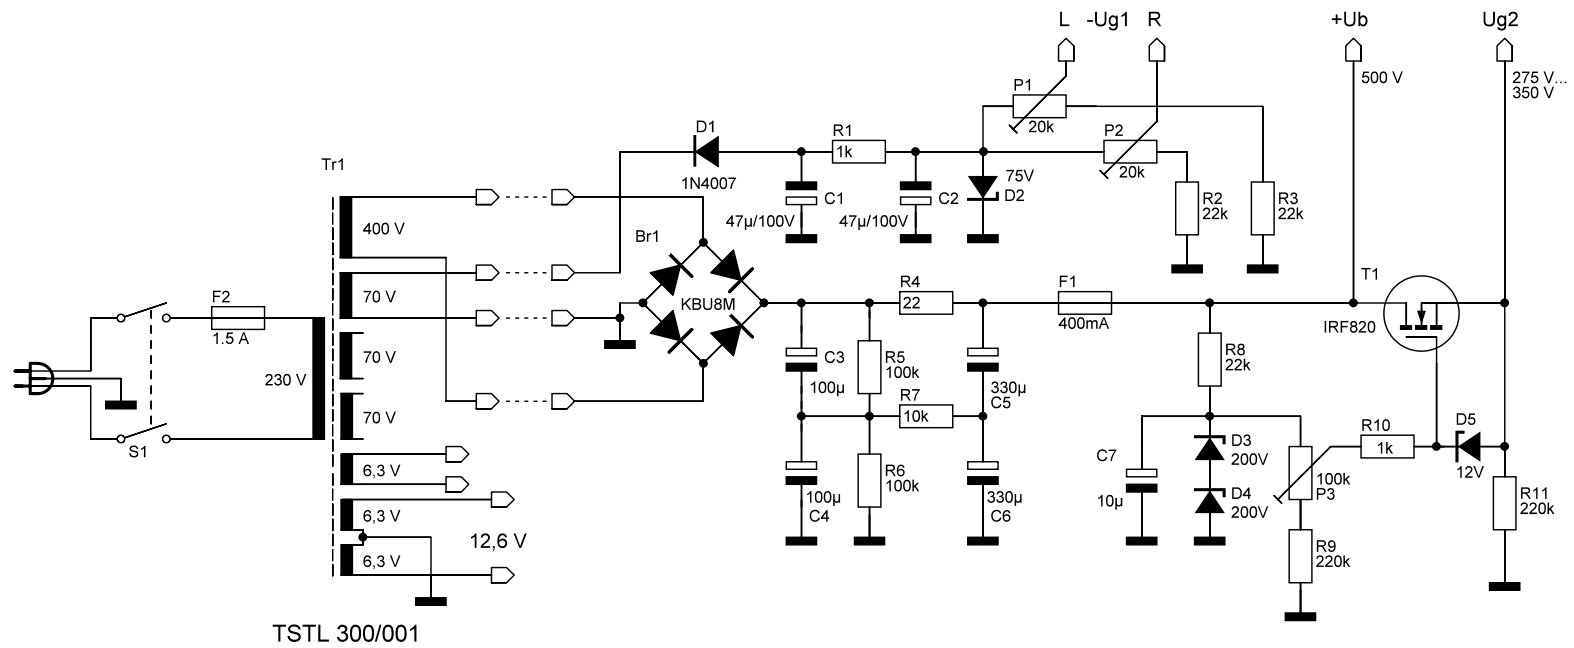 L -Ug1 R
+Ub
Ug2
500 V
275 V...
350 V
P1
20k
P2
20k
D1
1N4007
R1
1k
C1
47µ/100V
C2
47µ/100V
75V
D2
R2
22k
R3
22k
Tr1
400 V
70 V
70 V
70 V
6,3 V
6,3 V
6,3 V
12,6 V
230 V
F2
1.5 A
S1
Br1
KBU8M
R4
22
F1
400mA
T1
IRF820
C3
100µ
R5
100k
R7
10k
330µ
C5
100µ
C4
R6
100k
330µ
C6
R8
22k
C7
10µ
D3
200V
D4
200V
100k
P3
R9
220k
R10
1k
D5
12V
R11
220k
TSTL 300/001